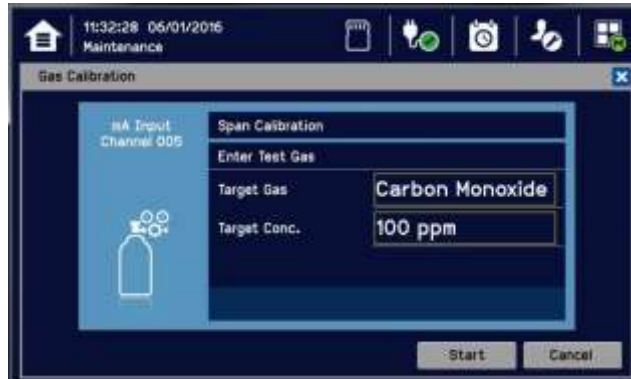 11:32:28 06/01/2016
Maintenance
Gas Calibration
mA Input
Channel 005
Span Calibration
Enter Test Gas
Target Gas
Carbon Monoxide
Target Conc.
100 ppm
Start
Cancel